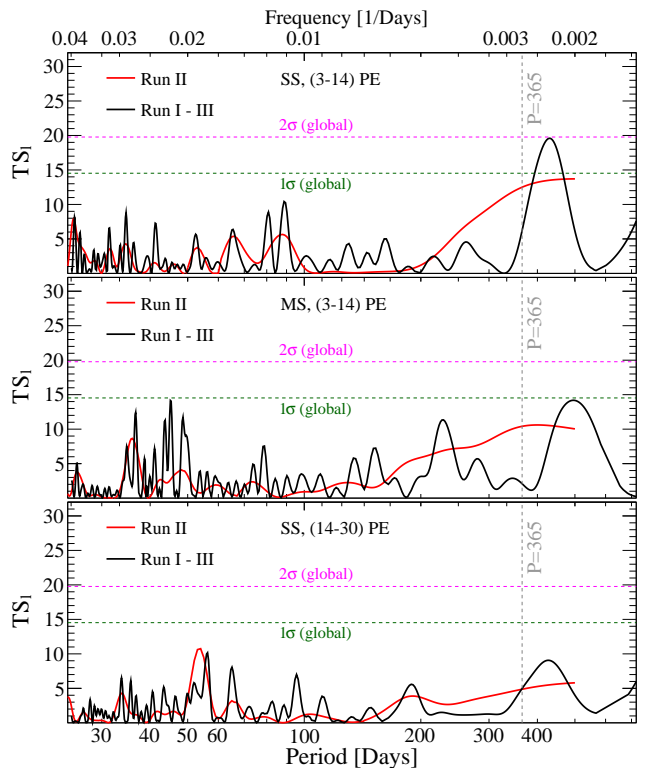 Frequency [1/Days]
0.04 0.03 0.02 0.01 0.003 0.002
30
25
20
15
10
5
TS₁
Run II
Run I - III
SS, (3-14) PE
2σ (global)
1σ (global)
P=365
30
25
20
15
10
5
TS₁
Run II
Run I - III
MS, (3-14) PE
2σ (global)
1σ (global)
P=365
30
25
20
15
10
5
TS₁
Run II
Run I - III
SS, (14-30) PE
2σ (global)
1σ (global)
P=365
30 40 50 60 100 200 300 400
Period [Days]